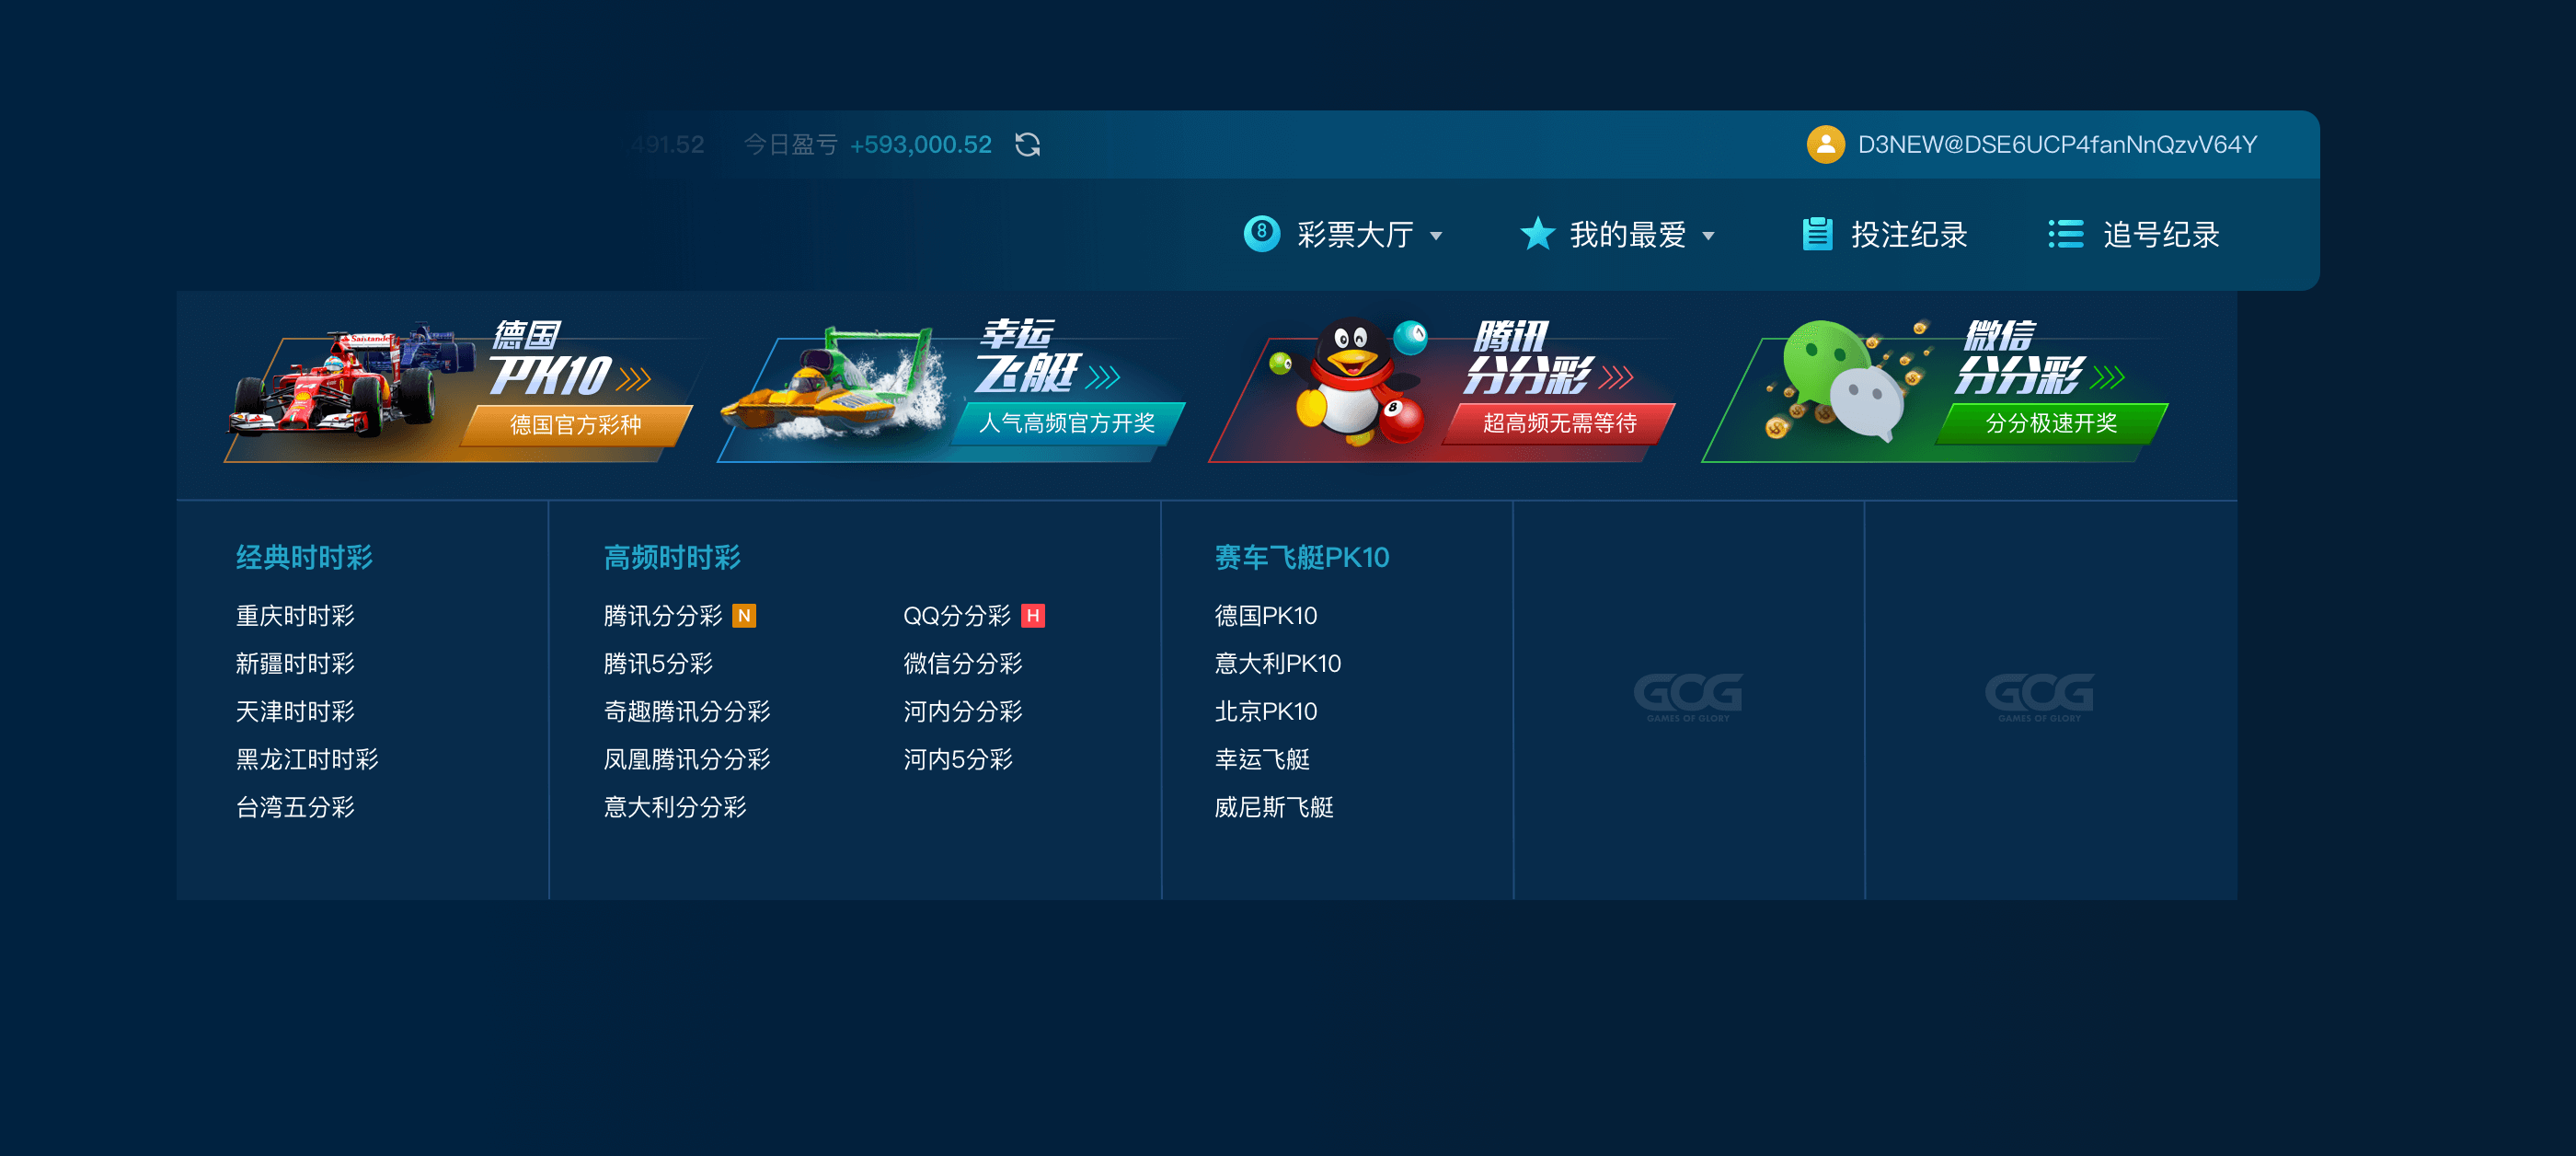 491.52 今日盈亏 +593,000.52 D3NEW@DSE6UCP4fanNnQzvV64Y
8 彩票大厅 我的最爱 投注纪录 追号纪录
德国
PK10
德国官方彩种
Santander
幸运
飞艇
人气高频官方开奖
腾讯
分分彩
超高频无需等待
8
微信
分分彩
分分极速开奖
经典时时彩
重庆时时彩
新疆时时彩
天津时时彩
黑龙江时时彩
台湾五分彩
高频时时彩
腾讯分分彩 N
腾讯5分彩
奇趣腾讯分分彩
凤凰腾讯分分彩
意大利分分彩
QQ分分彩 H
微信分分彩
河内分分彩
河内5分彩
赛车飞艇PK10
德国PK10
意大利PK10
北京PK10
幸运飞艇
威尼斯飞艇
GCG
GAMES OF GLORY
GCG
GAMES OF GLORY